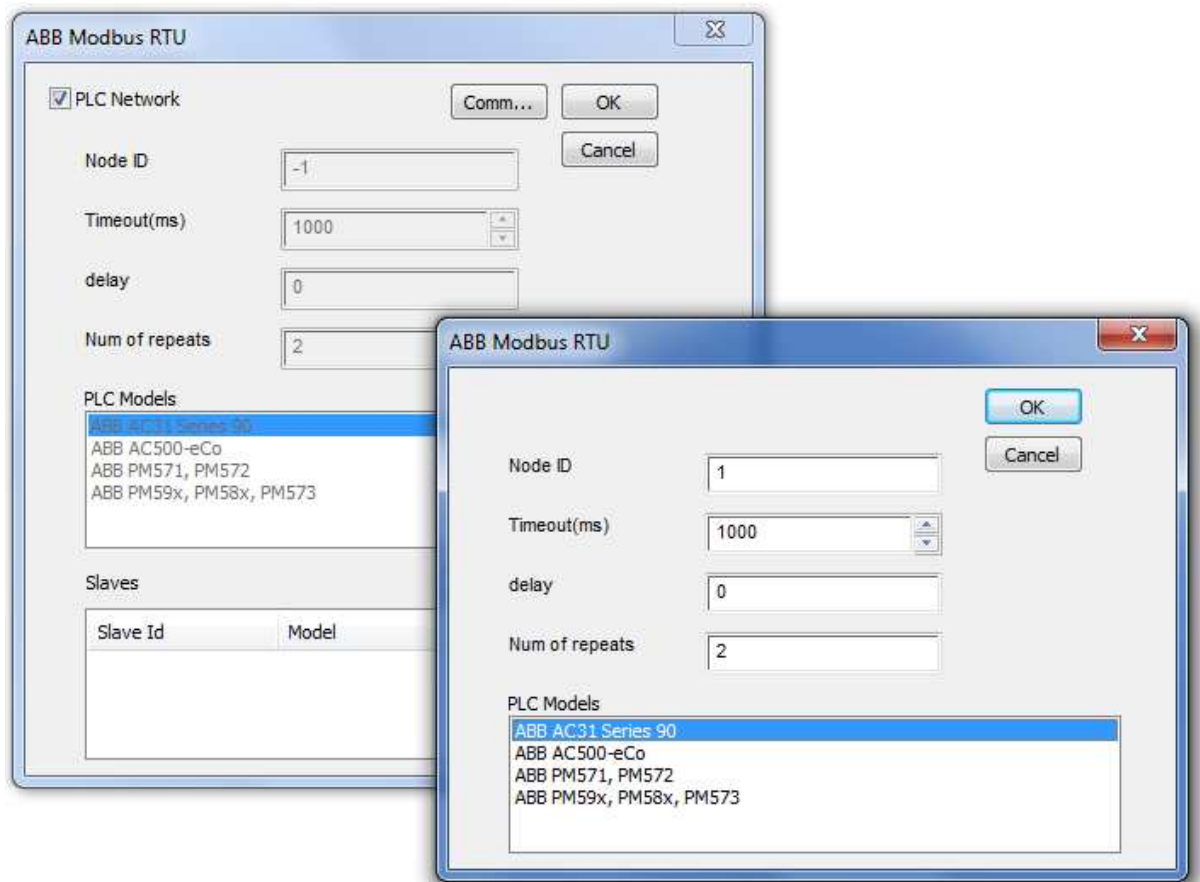 ABB Modbus RTU
PLC Network
Comm...
OK
Cancel
Node ID
-1
Timeout(ms)
1000
delay
0
Num of repeats
2
PLC Models
ABB AC31 Series 90
ABB AC500-eCo
ABB PM571, PM572
ABB PM59x, PM58x, PM573
Slaves
Slave Id Model
ABB Modbus RTU
OK
Cancel
Node ID
1
Timeout(ms)
1000
delay
0
Num of repeats
2
PLC Models
ABB AC31 Series 90
ABB AC500-eCo
ABB PM571, PM572
ABB PM59x, PM58x, PM573